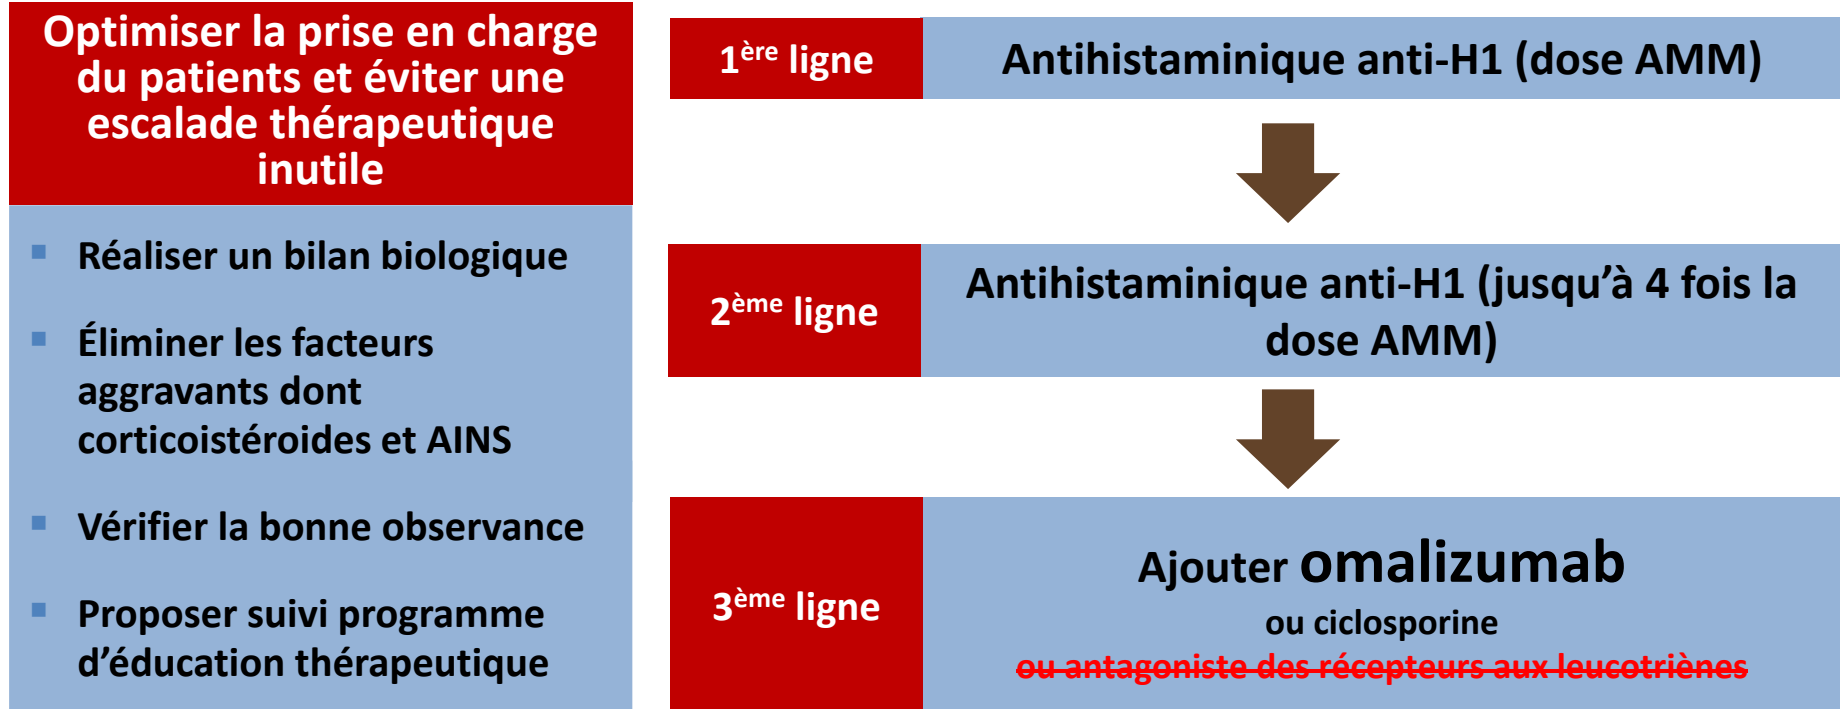 Optimiser la prise en charge
du patients et éviter une
escalade thérapeutique
inutile
▪ Réaliser un bilan biologique
▪ Éliminer les facteurs
aggravants dont
corticoistéroides et AINS
▪ Vérifier la bonne observance
▪ Proposer suivi programme
d’éducation thérapeutique
1ère ligne
Antihistaminique anti-H1 (dose AMM)
2ème ligne
Antihistaminique anti-H1 (jusqu’à 4 fois la
dose AMM)
3ème ligne
Ajouter omalizumab
ou ciclosporine
ou antagoniste des récepteurs aux leucotriènes